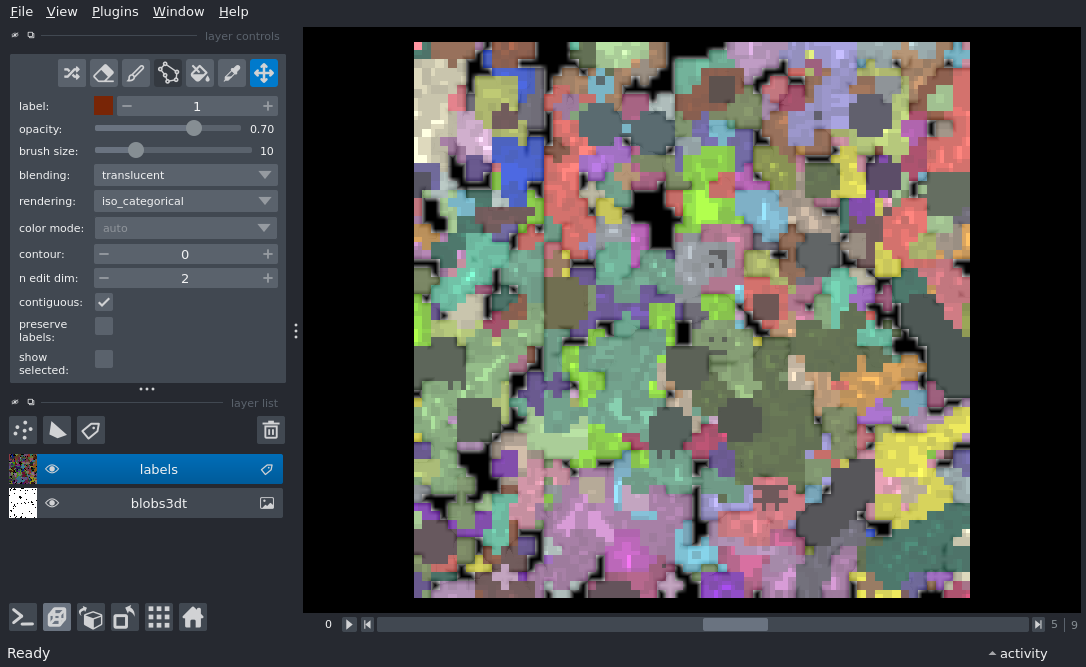 File View Plugins Window Help
layer controls
label: 1
opacity: 0.70
brush size: 10
blending: translucent
rendering: iso_categorical
color mode: auto
contour: 0
n edit dim: 2
contiguous:
preserve
labels:
show
selected:
layer list
labels
blobs3dt
0 5 | 9
Ready activity